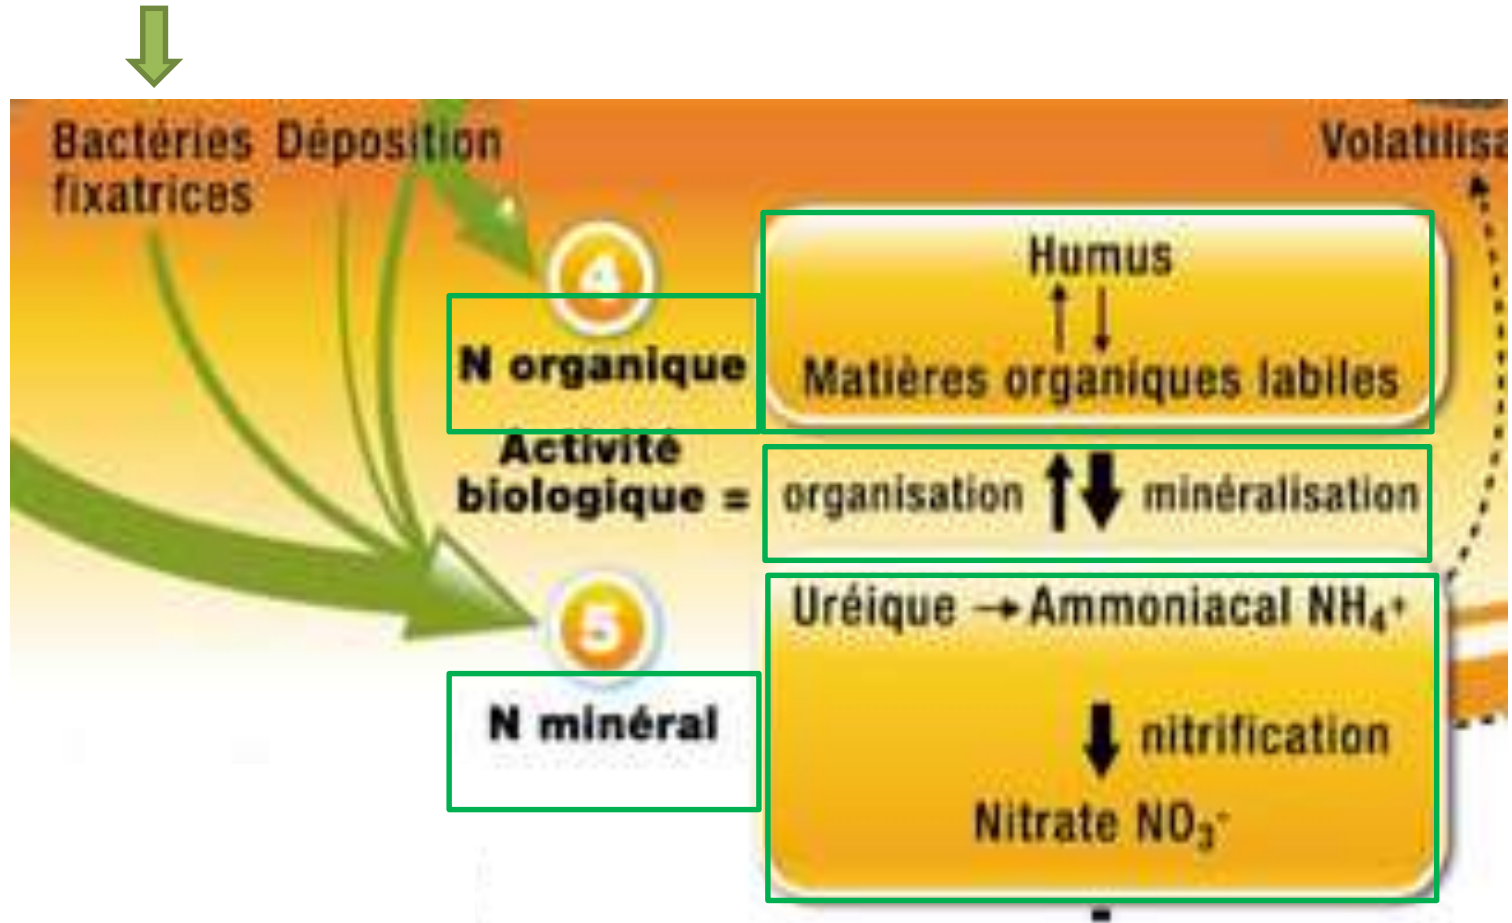 Bactéries Déposition
fixatrices
Volatilisa
4
Humus
N organique
Matières organiques labiles
Activité
biologique =
organisation minéralisation
5
Uréique → Ammoniacal NH₄⁺
N minéral
nitrification
Nitrate NO₃⁻